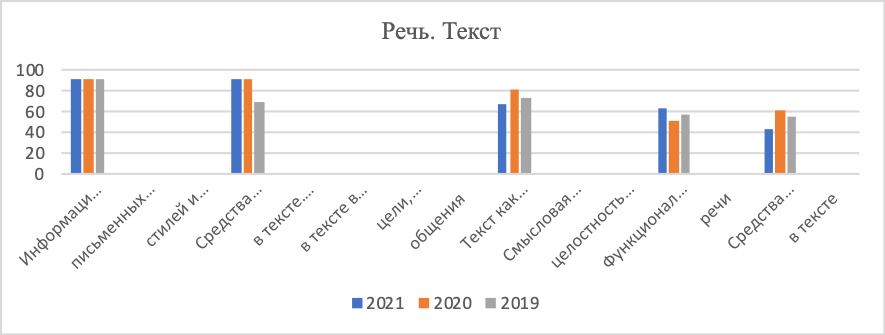 Речь. Текст
100
80
60
40
20
0
Информаци...
письменных...
стилей и...
Средства...
в тексте....
в тексте в...
цели,...
общения
Текст как...
Смысловая...
целостность...
Функционал...
речи
Средства...
в тексте
2021 2020 2019